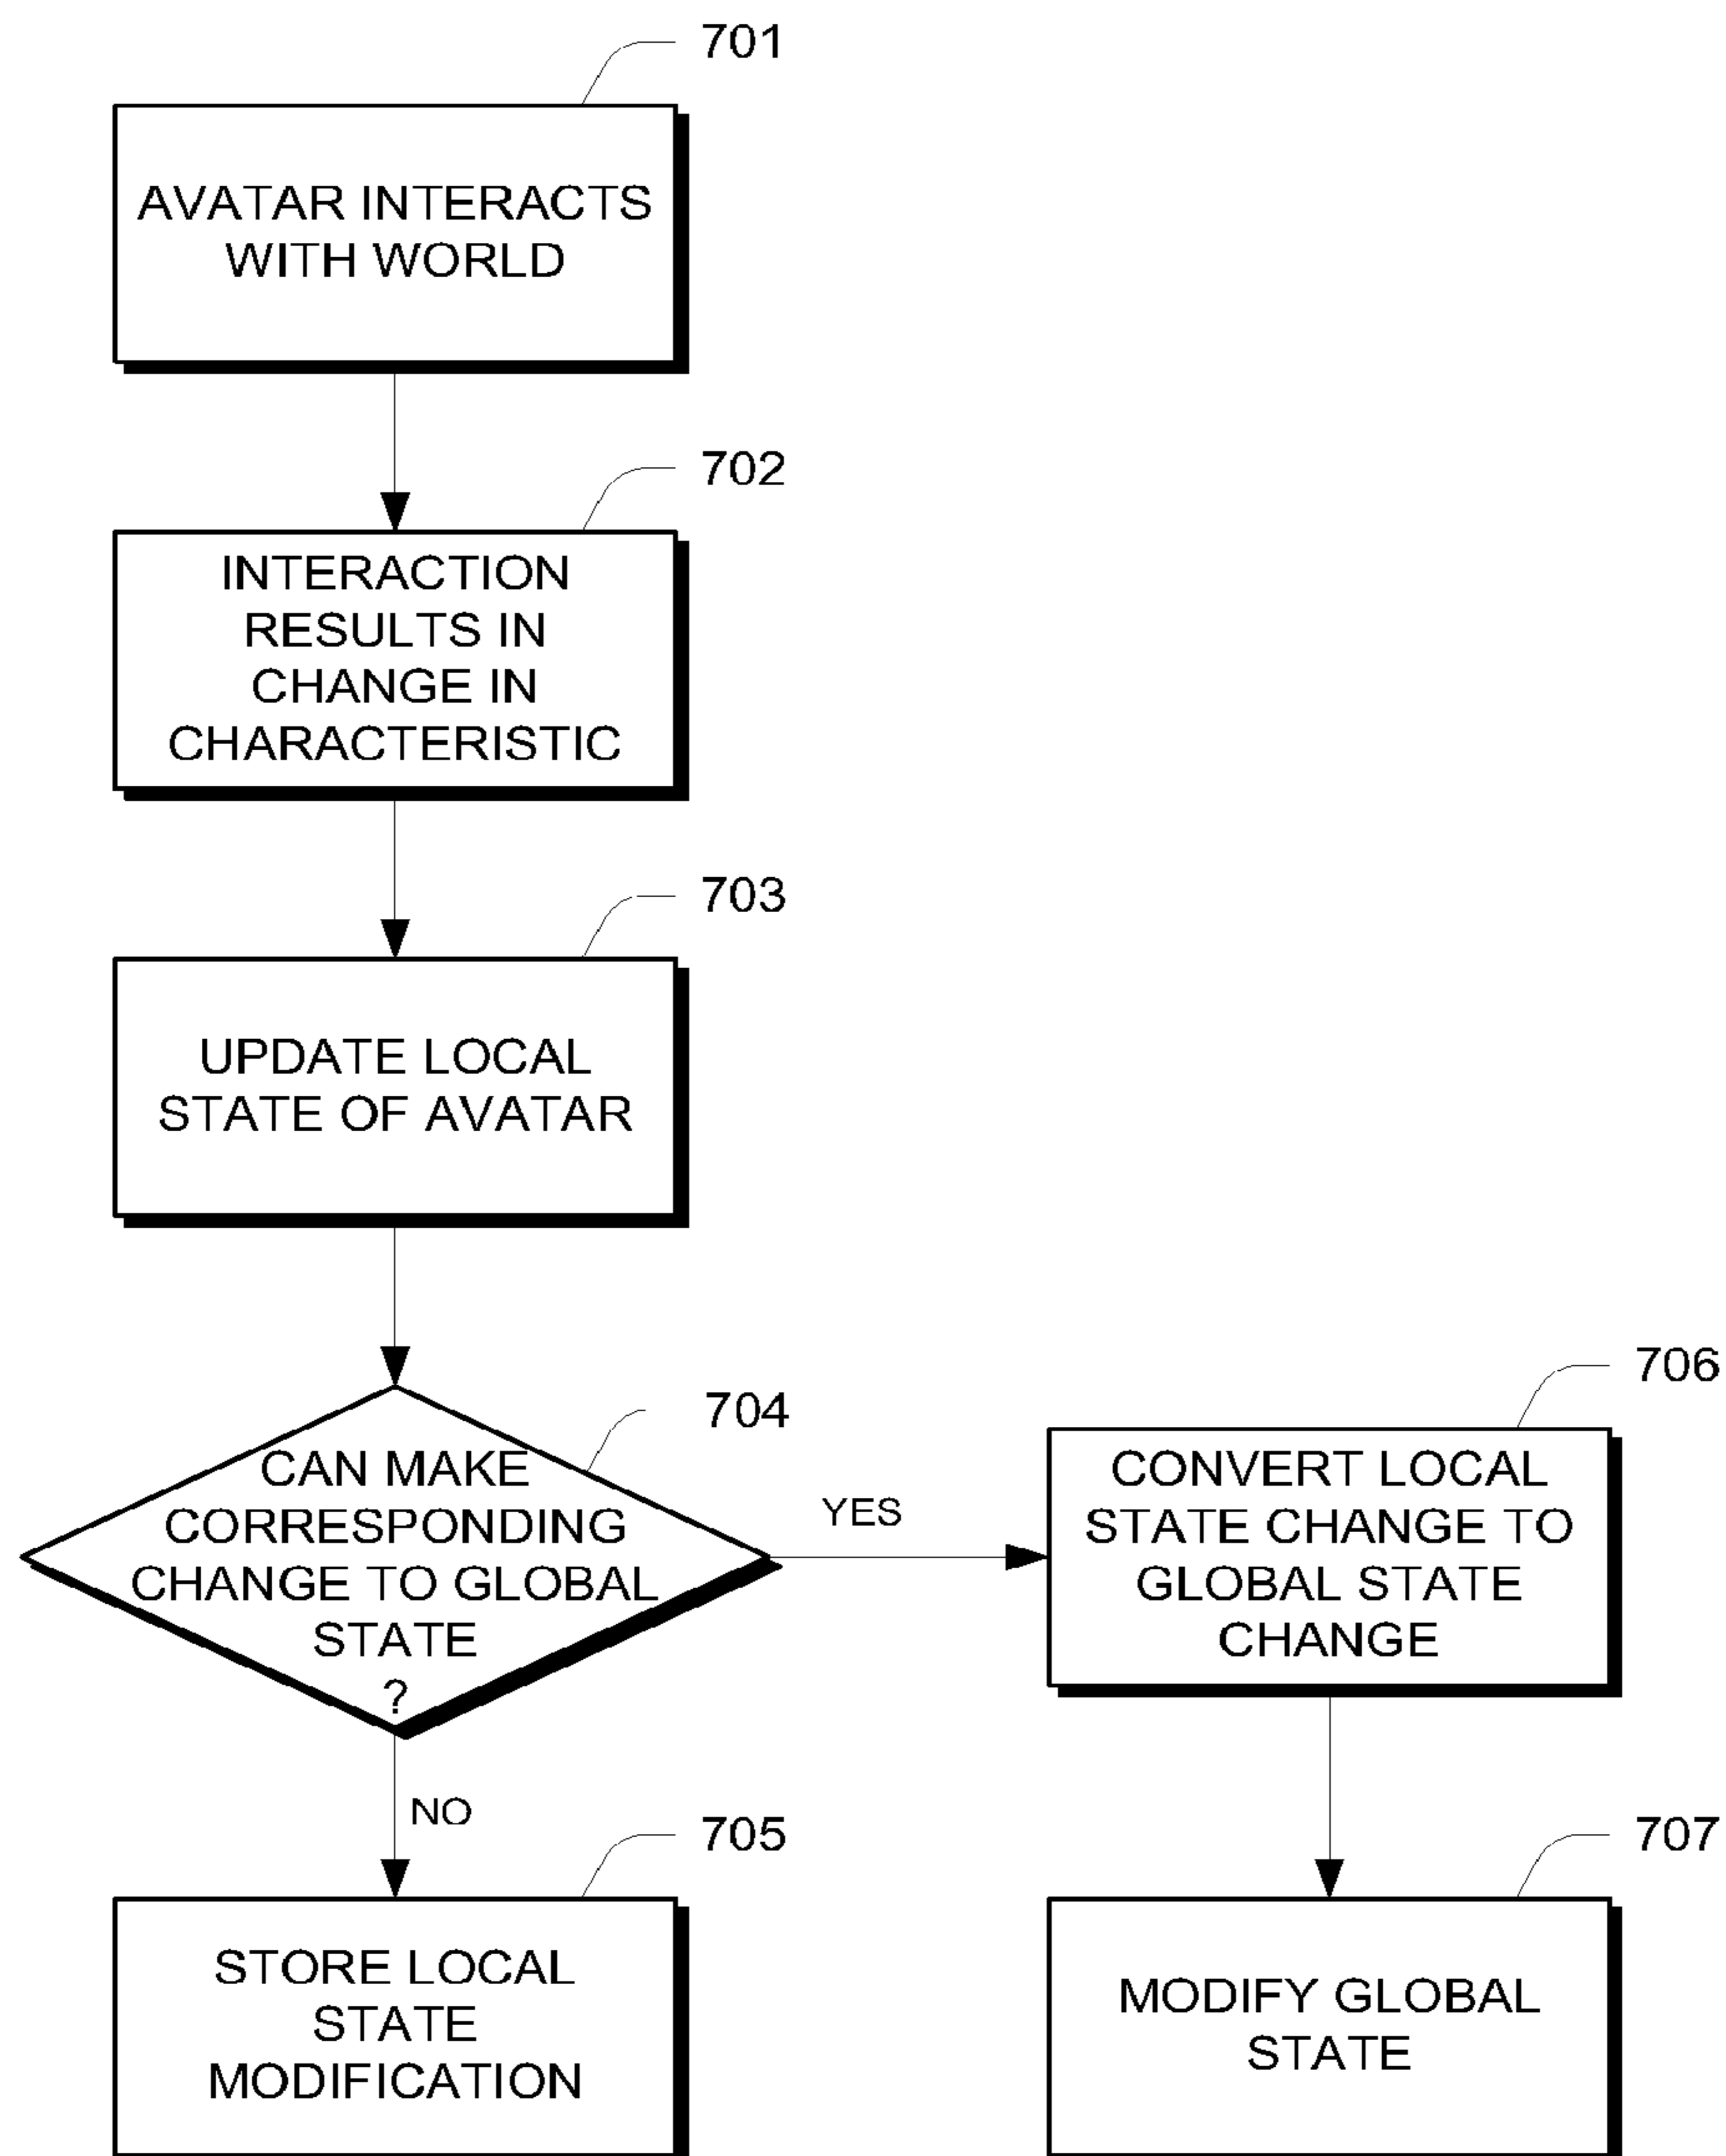 701
AVATAR INTERACTS
WITH WORLD
702
INTERACTION
RESULTS IN
CHANGE IN
CHARACTERISTIC
703
UPDATE LOCAL
STATE OF AVATAR
704
CAN MAKE
CORRESPONDING
CHANGE TO GLOBAL
STATE
?
YES
706
CONVERT LOCAL
STATE CHANGE TO
GLOBAL STATE
CHANGE
NO
705
STORE LOCAL
STATE
MODIFICATION
707
MODIFY GLOBAL
STATE